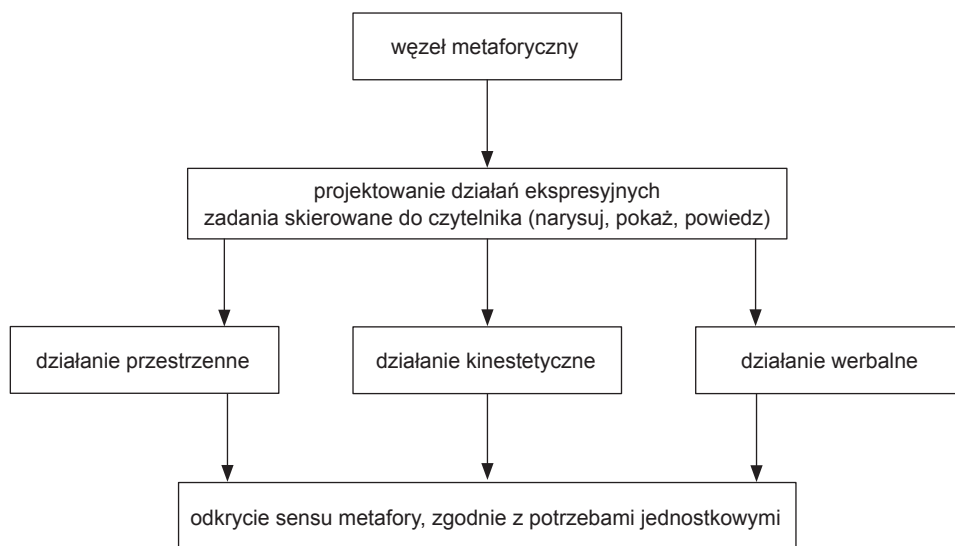 węzeł metaforyczny
projektowanie działań ekspresyjnych
zadania skierowane do czytelnika (narysuj, pokaż, powiedz)
działanie przestrzenne
działanie kinestetyczne
działanie werbalne
odkrycie sensu metafory, zgodnie z potrzebami jednostkowymi